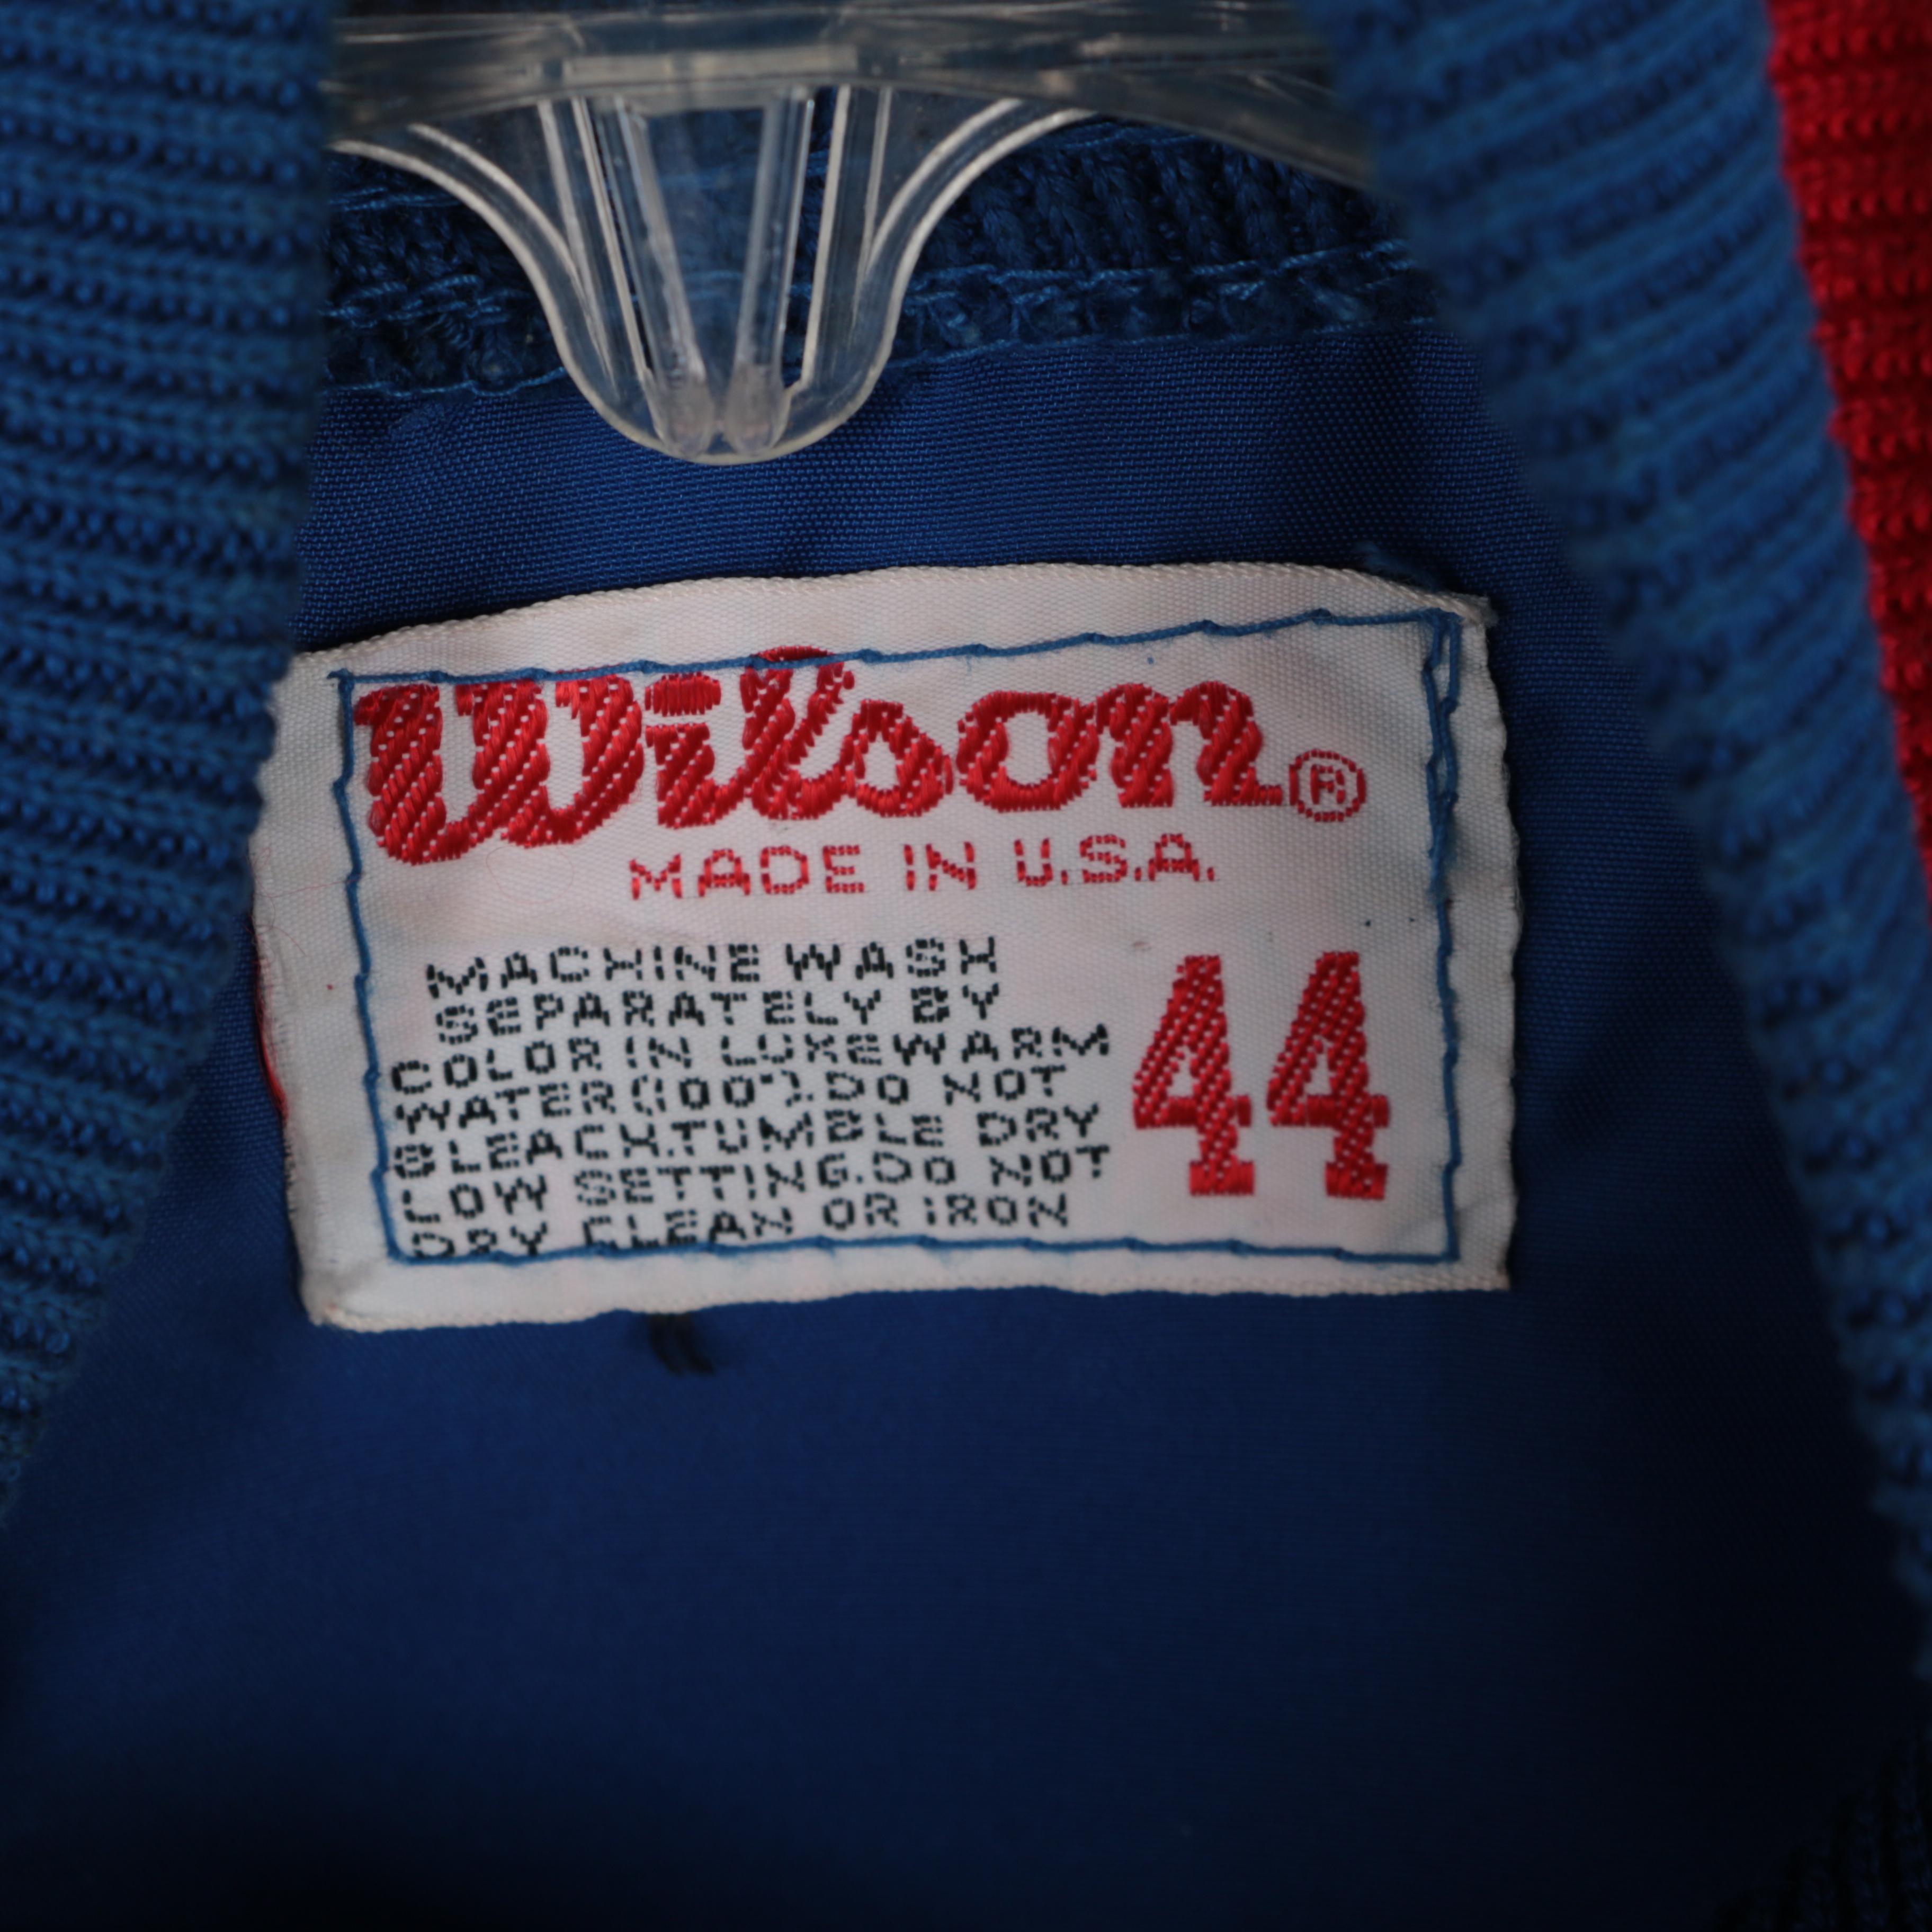 Wilson®
MADE IN U.S.A.
MACHINE WASH
SEPARATELY BY
COLOR IN LUKEWARM
WATER(100°).DO NOT
BLEACH.TUMBLE DRY
LOW SETTING.DO NOT
DRY CLEAN OR IRON
44